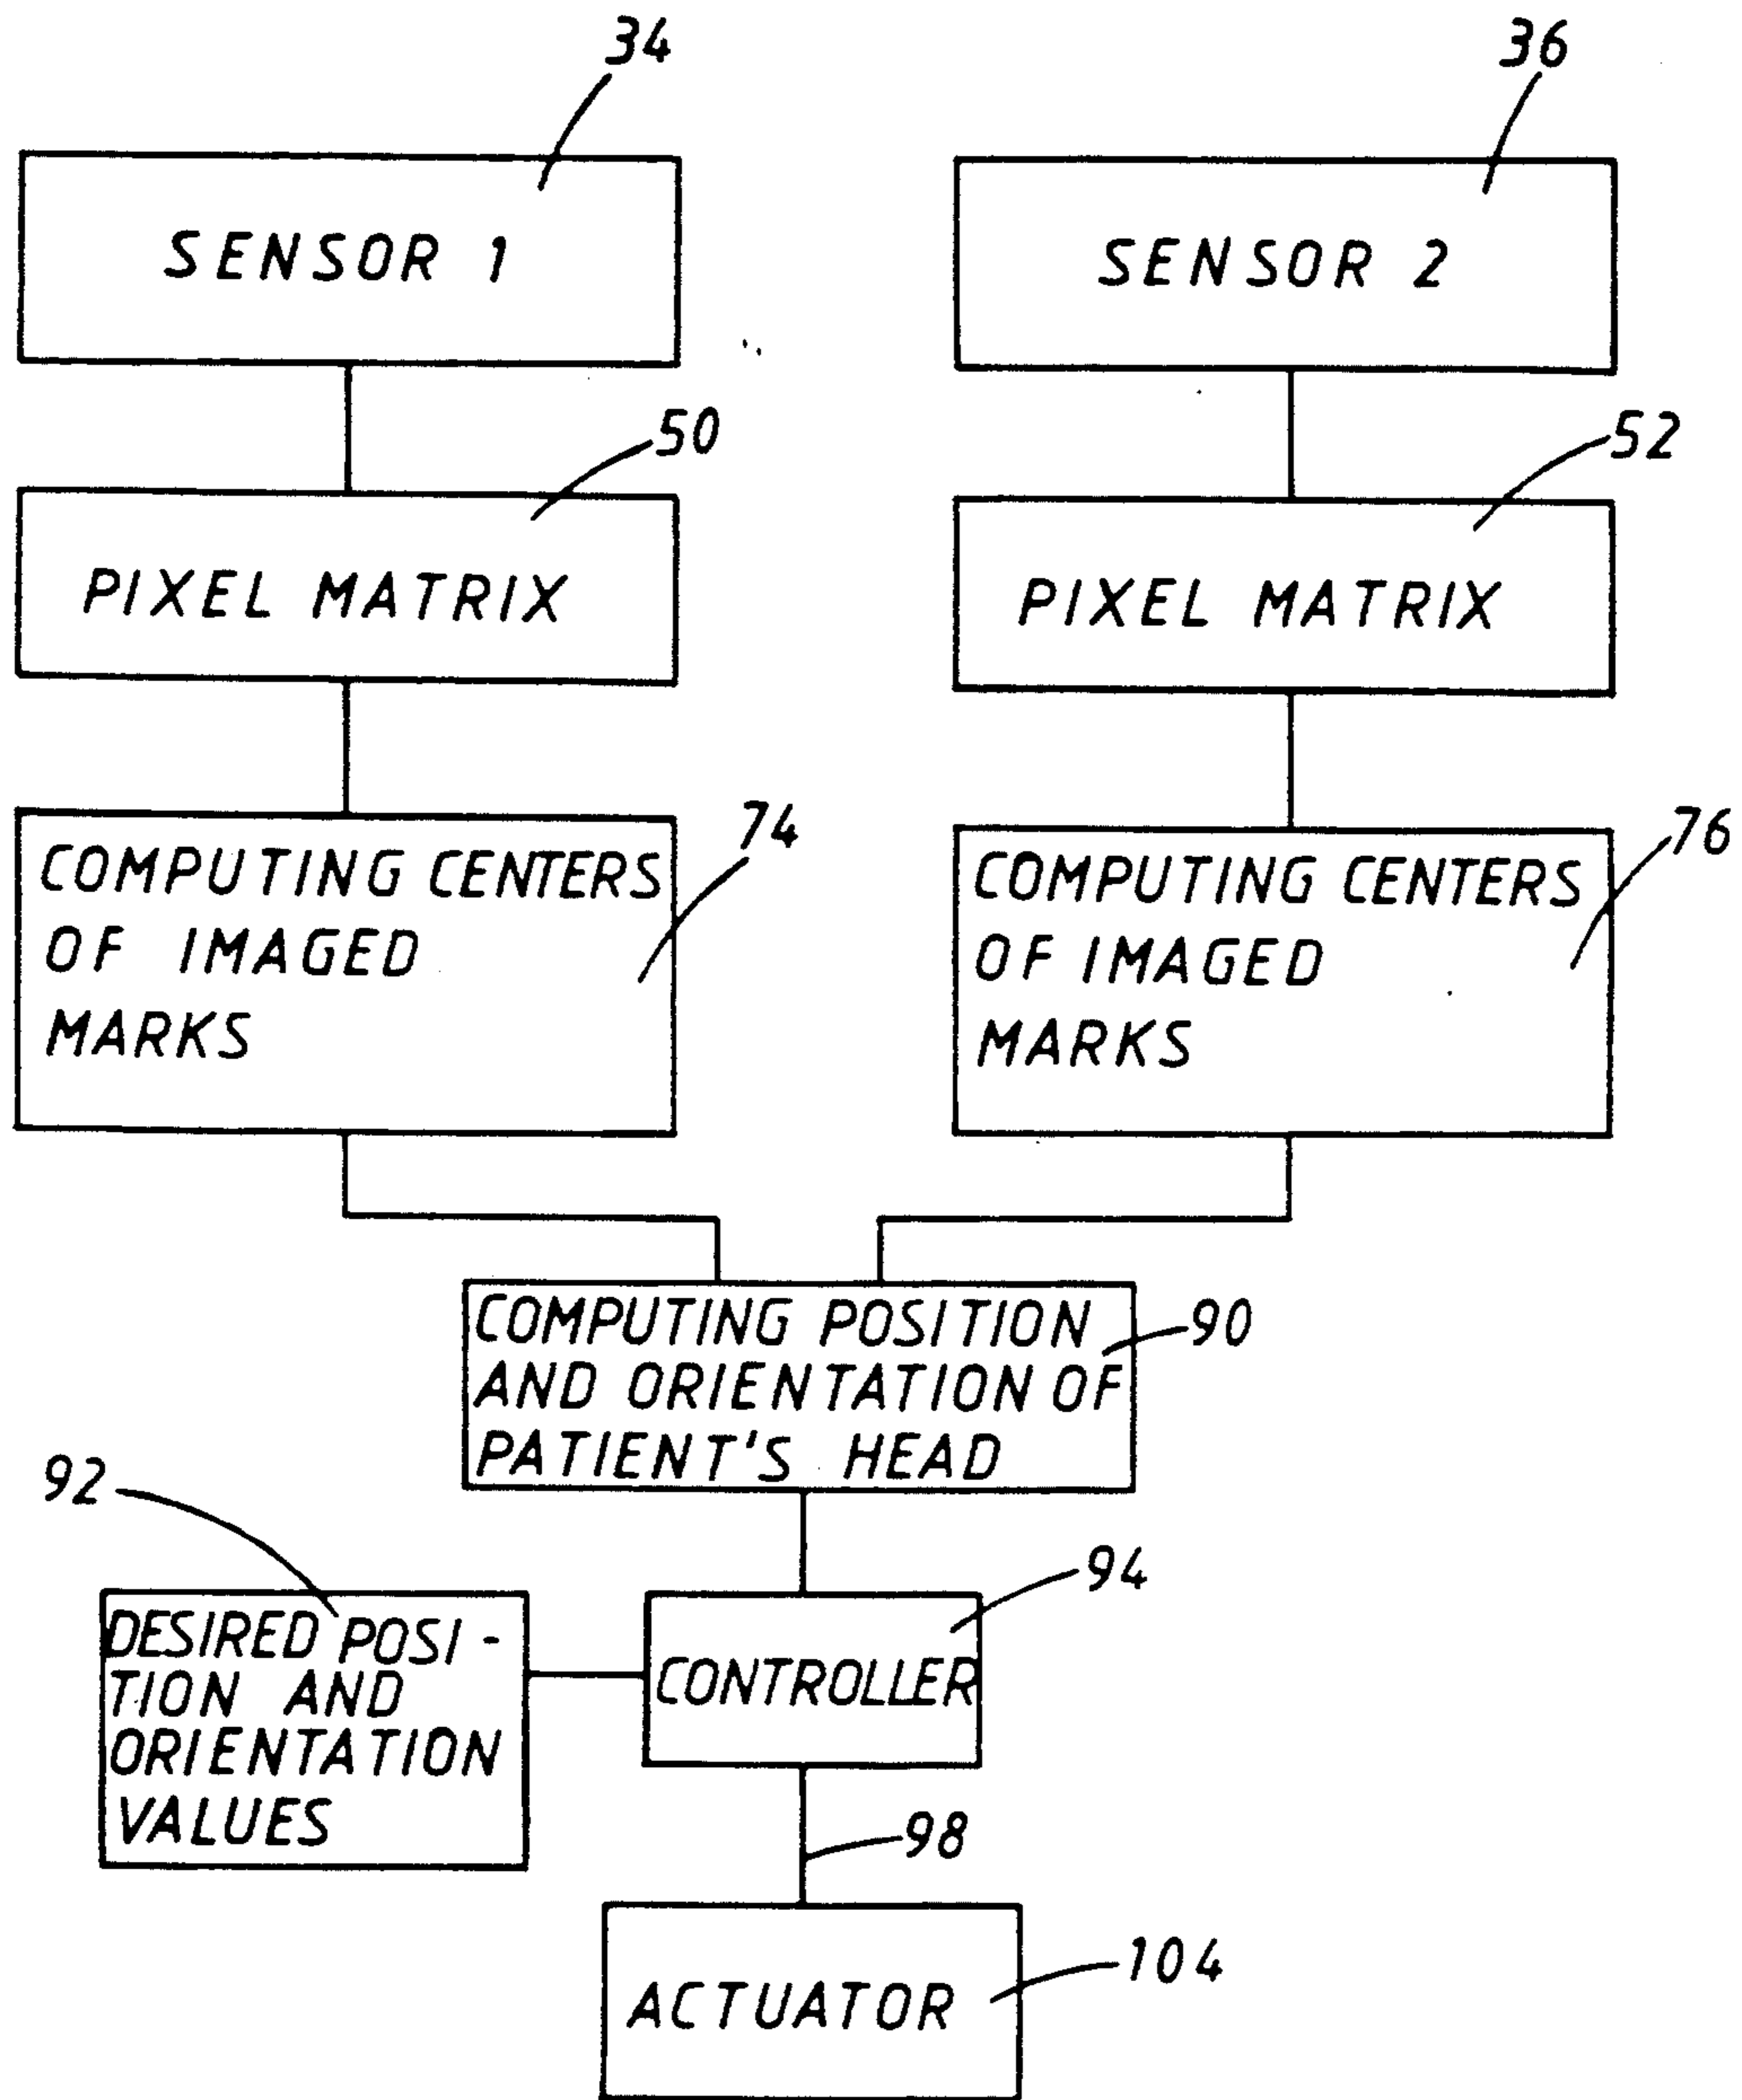 34
36
SENSOR 1
SENSOR 2
50
52
PIXEL MATRIX
PIXEL MATRIX
74
76
COMPUTING CENTERS
OF IMAGED
MARKS
COMPUTING CENTERS
OF IMAGED
MARKS
COMPUTING POSITION
AND ORIENTATION OF
PATIENT'S HEAD
90
92
94
DESIRED POSI-
TION AND
ORIENTATION
VALUES
CONTROLLER
98
ACTUATOR
104